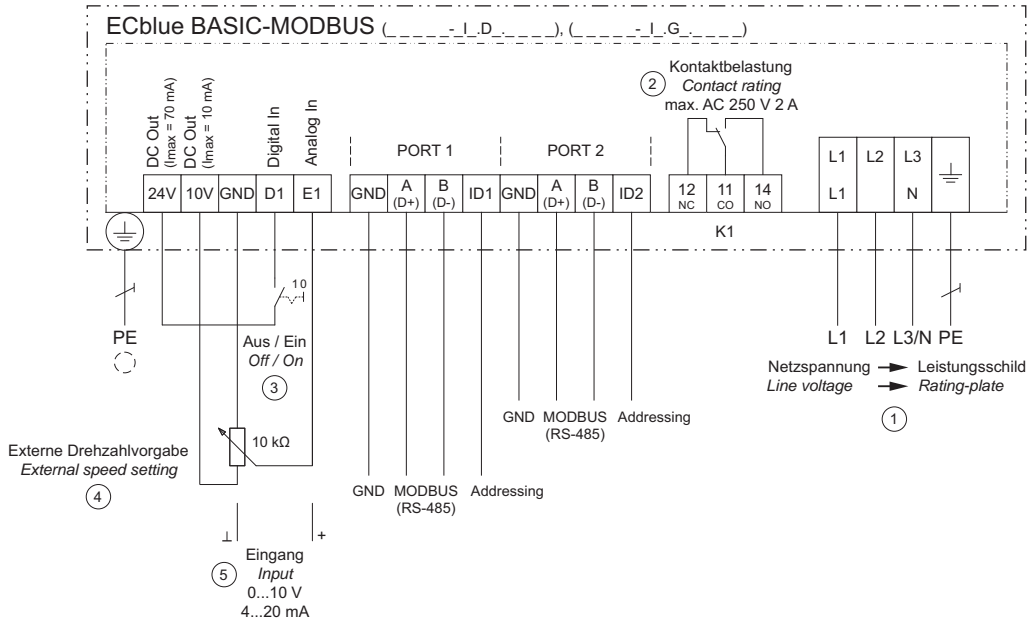 ECblue BASIC-MODBUS (_ _ _ _ _-_I_.D_._ _ _ _), (_ _ _ _ _-_I_.G_._ _ _ _)
2
Kontaktbelastung
Contact rating
max. AC 250 V 2 A
DC Out
(Imax = 70 mA)
DC Out
(Imax = 10 mA)
Digital In
Analog In
PORT 1
PORT 2
24V 10V GND D1 E1
GND A (D+) B (D-) ID1 GND A (D+) B (D-) ID2
12 NC 11 CO 14 NO
K1
L1 L2 L3
L1 N
PE
1 0
Aus / Ein
Off / On
3
10 kΩ
Externe Drehzahlvorgabe
External speed setting
4
GND MODBUS Addressing
(RS-485)
GND MODBUS Addressing
(RS-485)
L1 L2 L3/N PE
Netzspannung Leistungsschild
Line voltage Rating-plate
1
⊥ +
5
Eingang
Input
0...10 V
4...20 mA